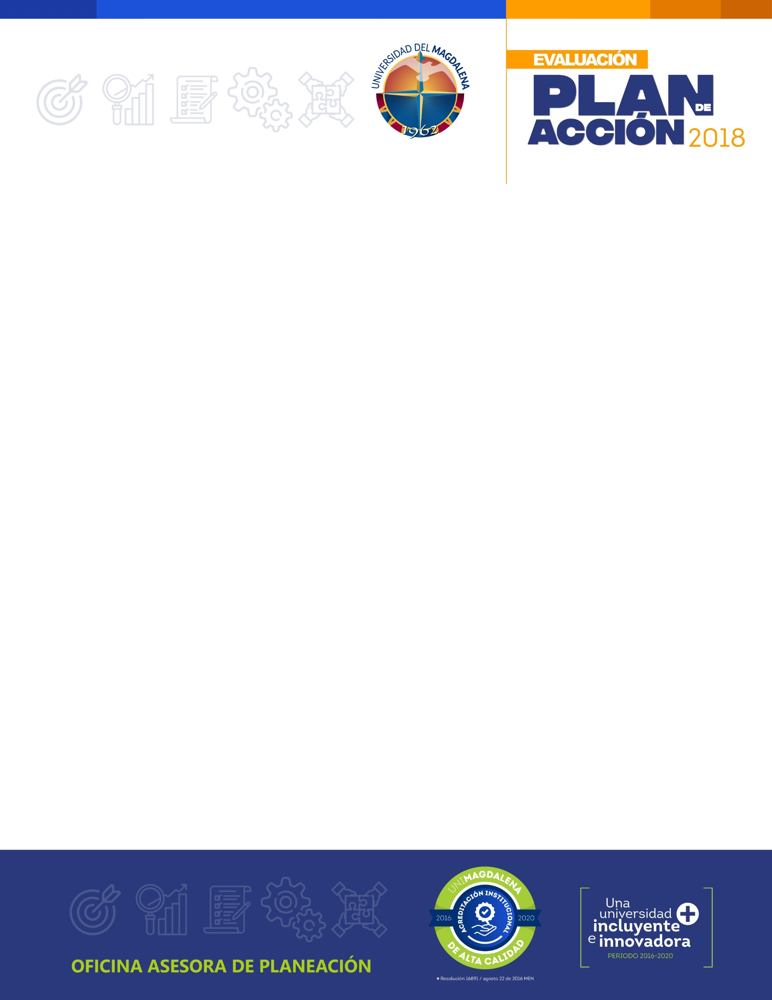 UNIVERSIDAD DEL MAGDALENA
1962
EVALUACIÓN
PLAN
DE
ACCIÓN 2018
UNIMAGDALENA
ACREDITACIÓN INSTITUCIONAL
2016 2020
DE ALTA CALIDAD
★ Resolución 16891 / agosto 22 de 2016 MEN
Una
universidad +
incluyente
e innovadora
PERIODO 2016-2020
OFICINA ASESORA DE PLANEACIÓN